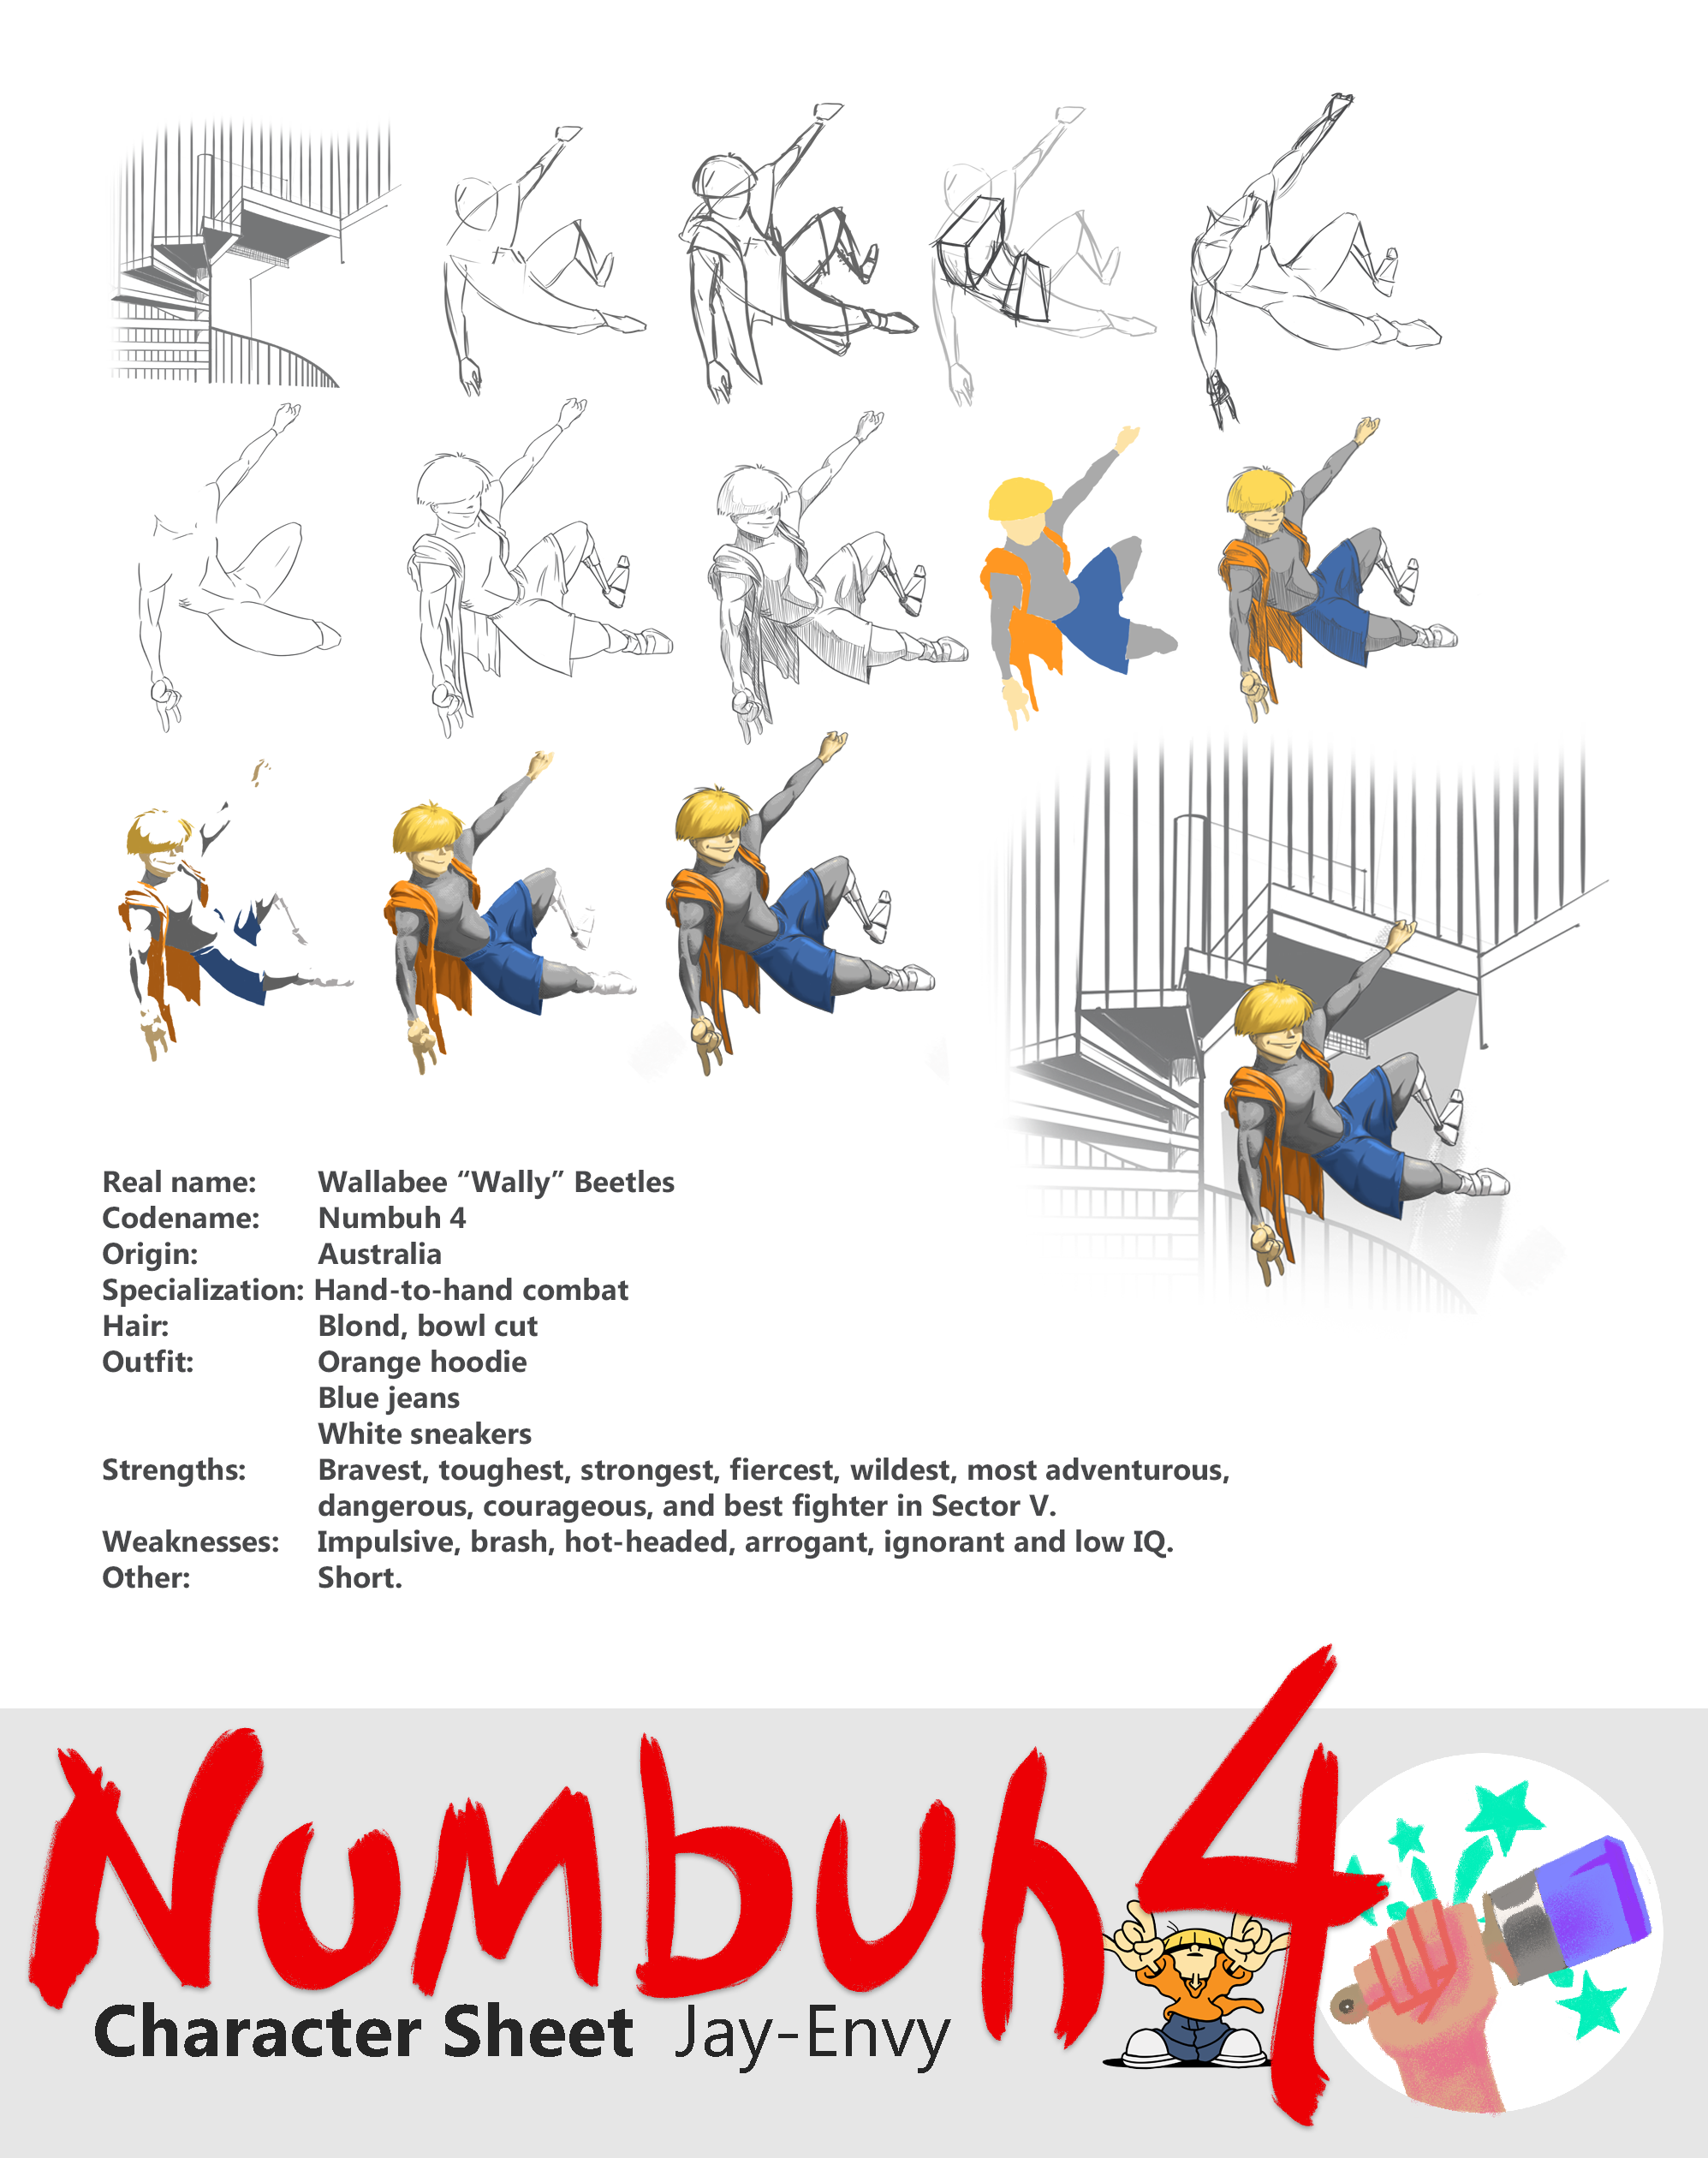 Real name: Wallabee “Wally” Beetles
Codename: Numbuh 4
Origin: Australia
Specialization: Hand-to-hand combat
Hair: Blond, bowl cut
Outfit: Orange hoodie
Blue jeans
White sneakers
Strengths: Bravest, toughest, strongest, fiercest, wildest, most adventurous,
dangerous, courageous, and best fighter in Sector V.
Weaknesses: Impulsive, brash, hot-headed, arrogant, ignorant and low IQ.
Other: Short.
Numbuh 4
Character Sheet Jay-Envy